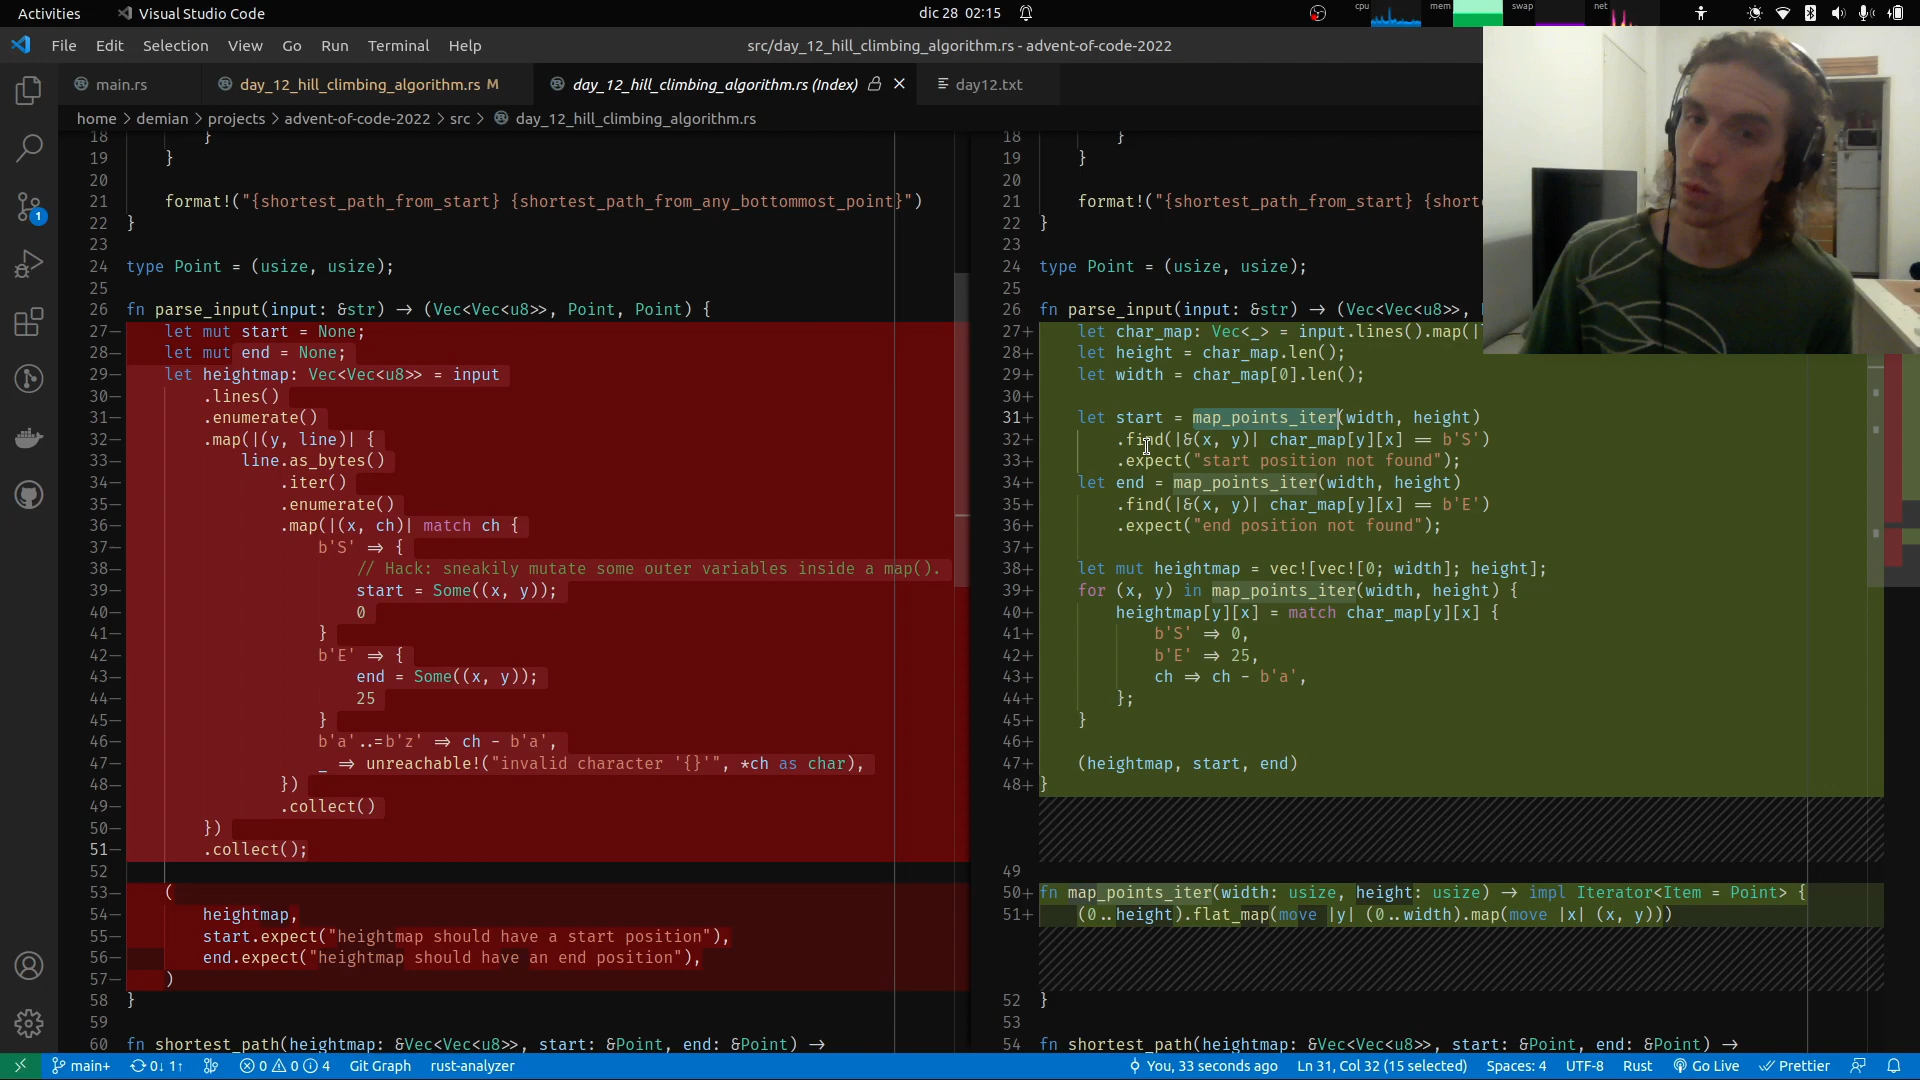 Activities
Visual Studio Code
dic 28 02:15
cpu
mem
swap
net
File Edit Selection View Go Run Terminal Help
src/day_12_hill_climbing_algorithm.rs - advent-of-code-2022
main.rs
day_12_hill_climbing_algorithm.rs M
day_12_hill_climbing_algorithm.rs (Index)
day12.txt
home > demian > projects > advent-of-code-2022 > src > day_12_hill_climbing_algorithm.rs
1
18 }
19 }
20
21 format!("{shortest_path_from_start} {shortest_path_from_any_bottommost_point}")
22 }
23
24 type Point = (usize, usize);
25
26 fn parse_input(input: &str) -> (Vec<Vec<u8>>, Point, Point) {
27— let mut start = None;
28— let mut end = None;
29— let heightmap: Vec<Vec<u8>> = input
30— .lines()
31— .enumerate()
32— .map(|(y, line)| {
33— line.as_bytes()
34— .iter()
35— .enumerate()
36— .map(|(x, ch)| match ch {
37— b'S' => {
38— // Hack: sneakily mutate some outer variables inside a map().
39— start = Some((x, y));
40— 0
41— }
42— b'E' => {
43— end = Some((x, y));
44— 25
45— }
46— b'a'..=b'z' => ch - b'a',
47— _ => unreachable!("invalid character '{}'", *ch as char),
48— })
49— .collect()
50— })
51— .collect();
52
53— (
54— heightmap,
55— start.expect("heightmap should have a start position"),
56— end.expect("heightmap should have an end position"),
57— )
58 }
59
60 fn shortest_path(heightmap: &Vec<Vec<u8>>, start: &Point, end: &Point) ->
18 }
19 }
20
21 format!("{shortest_path_from_start} {short
22 }
23
24 type Point = (usize, usize);
25
26 fn parse_input(input: &str) -> (Vec<Vec<u8>>,
27+ let char_map: Vec<_> = input.lines().map(|
28+ let height = char_map.len();
29+ let width = char_map[0].len();
30+
31+ let start = map_points_iter(width, height)
32+ .find(|&(x, y)| char_map[y][x] == b'S')
33+ .expect("start position not found");
34+ let end = map_points_iter(width, height)
35+ .find(|&(x, y)| char_map[y][x] == b'E')
36+ .expect("end position not found");
37+
38+ let mut heightmap = vec![vec![0; width]; height];
39+ for (x, y) in map_points_iter(width, height) {
40+ heightmap[y][x] = match char_map[y][x] {
41+ b'S' => 0,
42+ b'E' => 25,
43+ ch => ch - b'a',
44+ };
45+ }
46+
47+ (heightmap, start, end)
48+ }
49
50+ fn map_points_iter(width: usize, height: usize) -> impl Iterator<Item = Point> {
51+ (0..height).flat_map(move |y| (0..width).map(move |x| (x, y)))
52 }
53
54 fn shortest_path(heightmap: &Vec<Vec<u8>>, start: &Point, end: &Point) ->
main+ 0↓ 1↑ 0 0 4 Git Graph rust-analyzer
You, 33 seconds ago Ln 31, Col 32 (15 selected) Spaces: 4 UTF-8 Rust Go Live Prettier